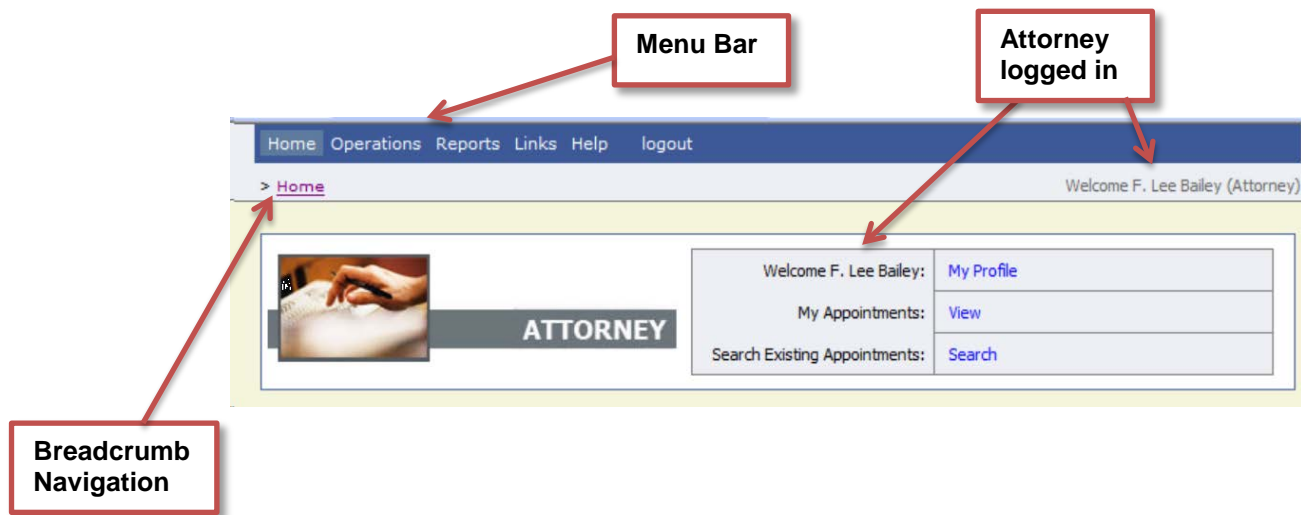 Menu Bar
Attorney
logged in
Home Operations Reports Links Help logout
> Home
Welcome F. Lee Bailey (Attorney)
ATTORNEY
Welcome F. Lee Bailey: My Profile
My Appointments: View
Search Existing Appointments: Search
Breadcrumb
Navigation